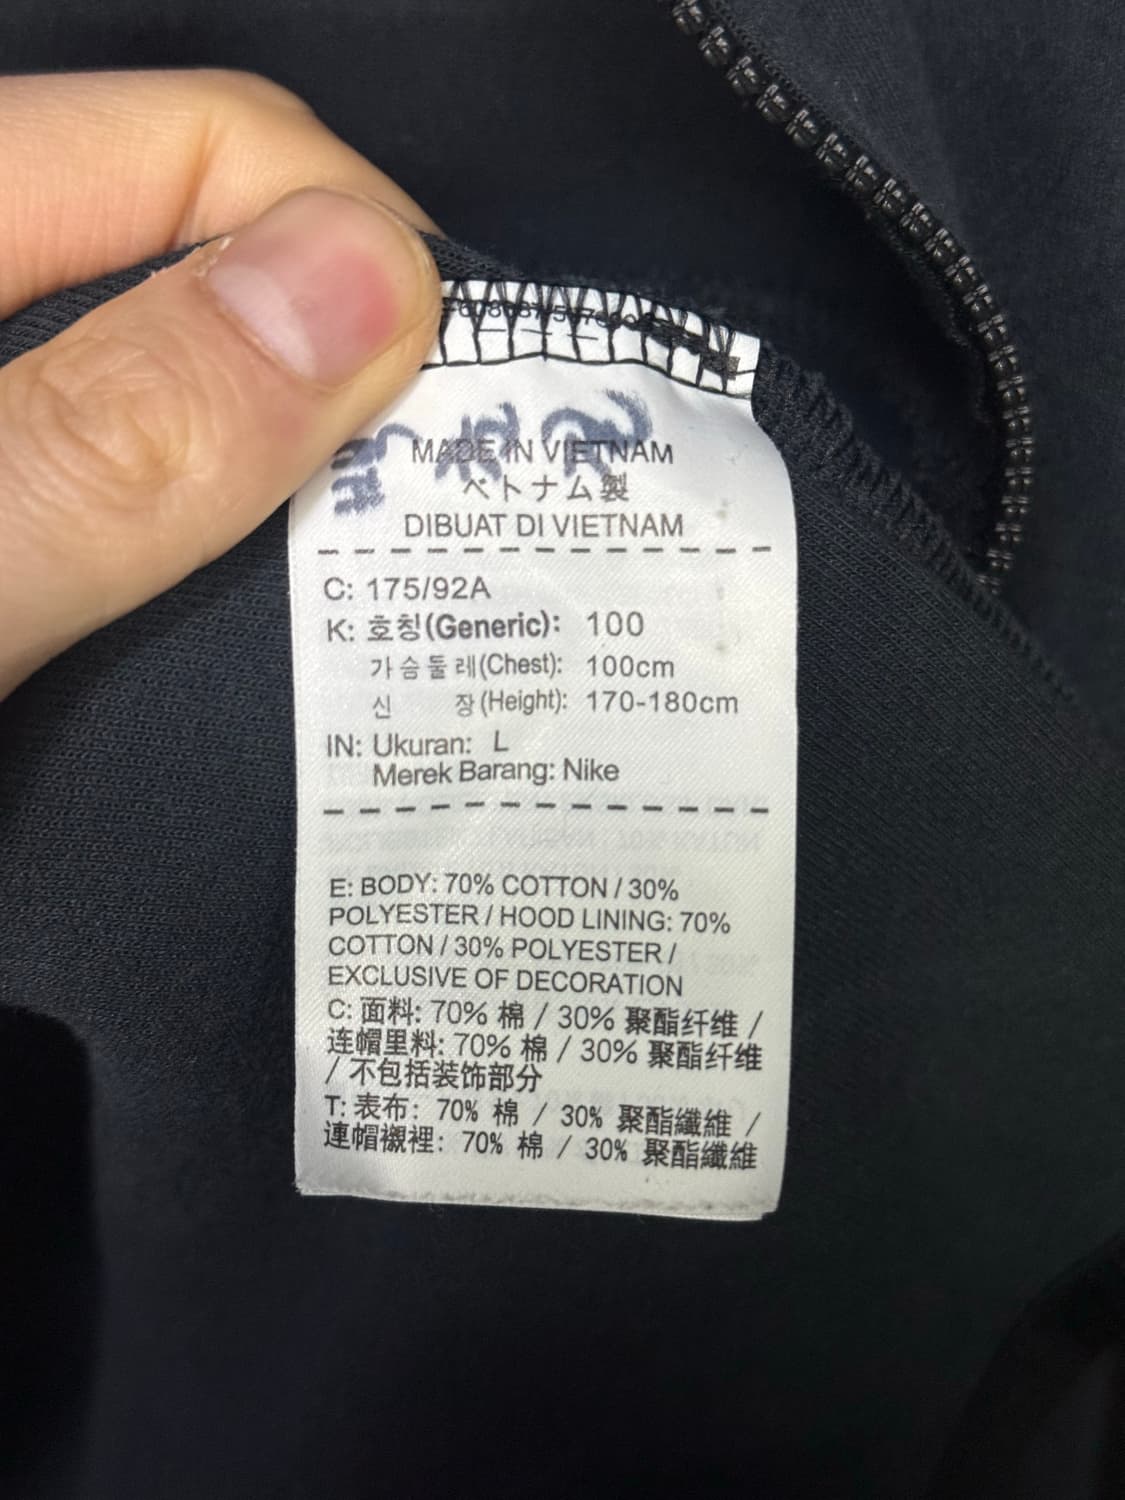 MADE IN VIETNAM
ベトナム製
DIBUAT DI VIETNAM
C: 175/92A
K: 호칭(Generic): 100
가슴둘레(Chest): 100cm
신 장(Height): 170-180cm
IN: Ukuran: L
Merek Barang: Nike
E: BODY: 70% COTTON / 30%
POLYESTER / HOOD LINING: 70%
COTTON / 30% POLYESTER /
EXCLUSIVE OF DECORATION
C: 面料: 70% 棉 / 30% 聚酯纤维 /
连帽里料: 70% 棉 / 30% 聚酯纤维
/ 不包括装饰部分
T: 表布: 70% 棉 / 30% 聚酯纖維 /
連帽襯裡: 70% 棉 / 30% 聚酯纖維